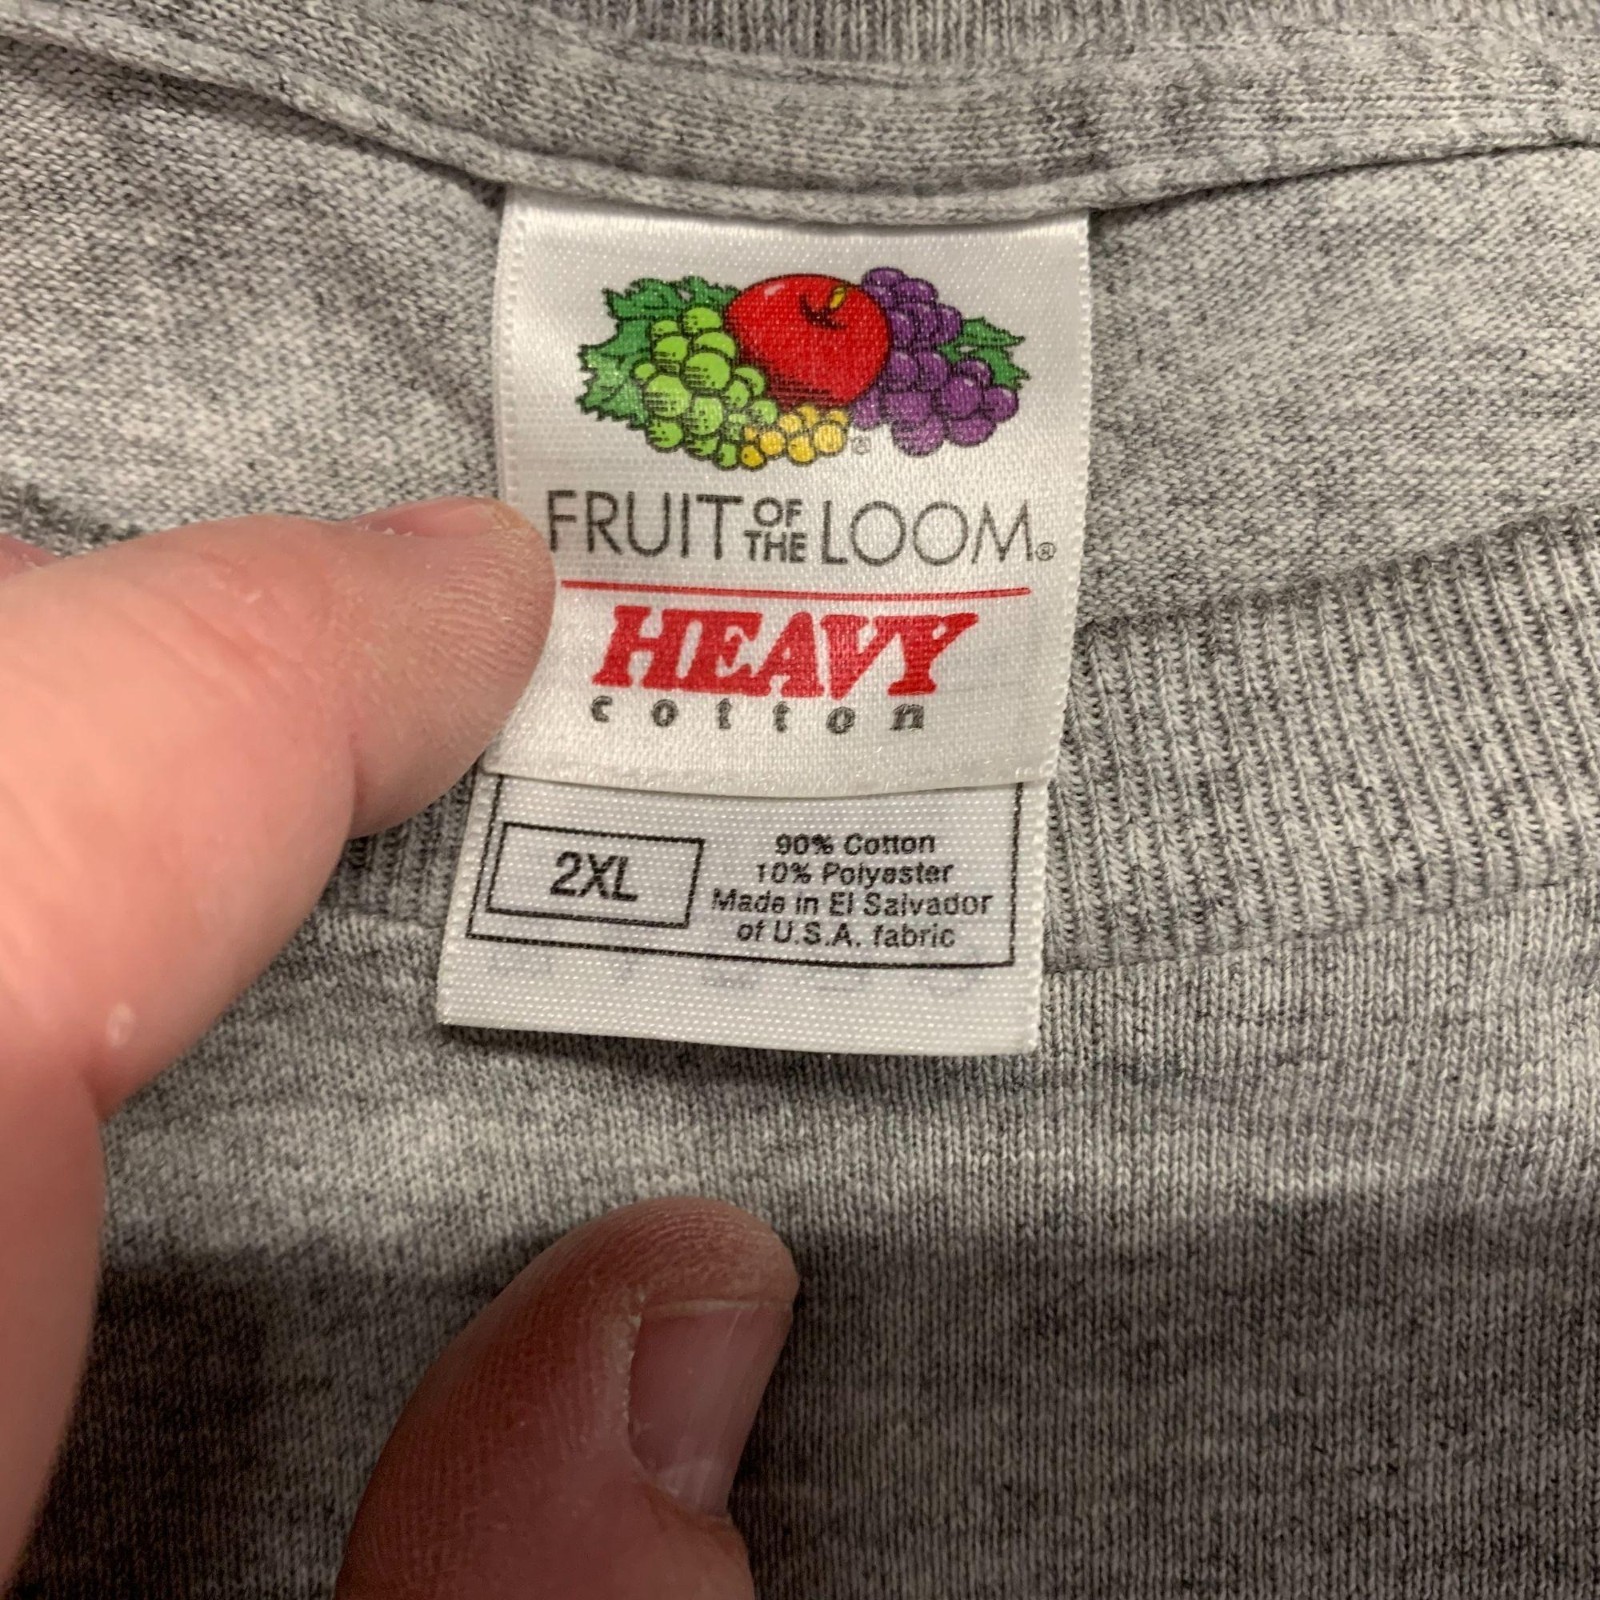 FRUIT OF THE LOOM®
HEAVY
cotton
2XL
90% Cotton
10% Polyester
Made in El Salvador
of U.S.A. fabric